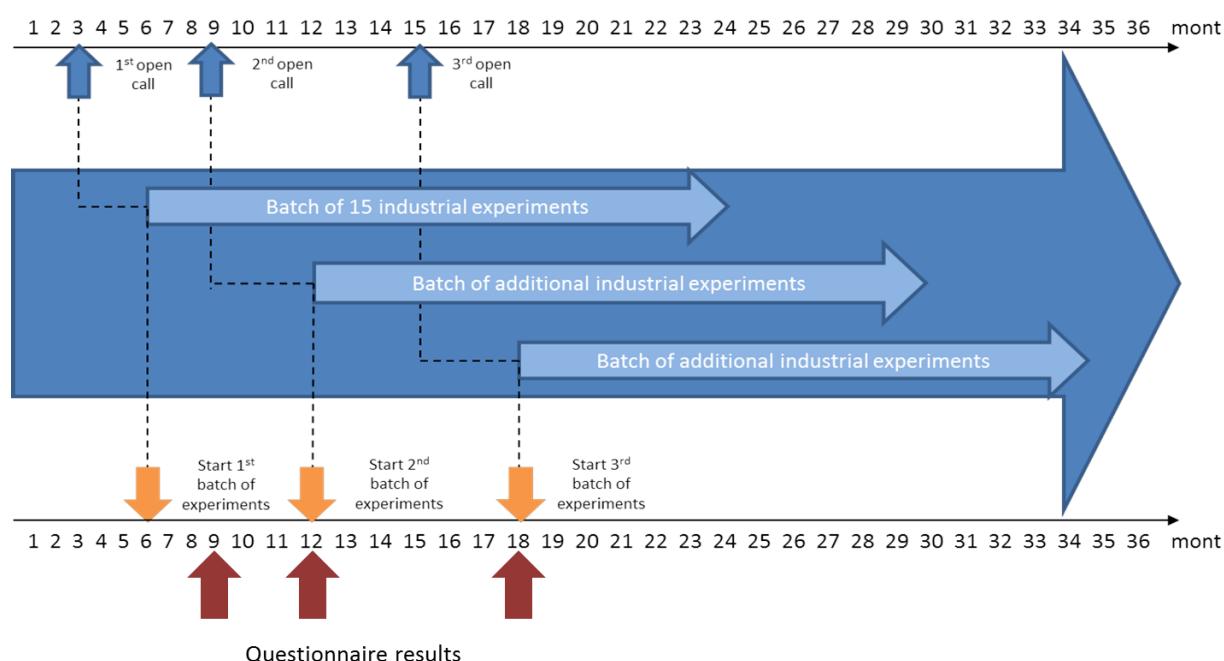 1 2 3 4 5 6 7 8 9 10 11 12 13 14 15 16 17 18 19 20 21 22 23 24 25 26 27 28 29 30 31 32 33 34 35 36 mont
1st open
call
2nd open
call
3rd open
call
Batch of 15 industrial experiments
Batch of additional industrial experiments
Batch of additional industrial experiments
Start 1st
batch of
experiments
Start 2nd
batch of
experiments
Start 3rd
batch of
experiments
1 2 3 4 5 6 7 8 9 10 11 12 13 14 15 16 17 18 19 20 21 22 23 24 25 26 27 28 29 30 31 32 33 34 35 36 mont
Questionnaire results